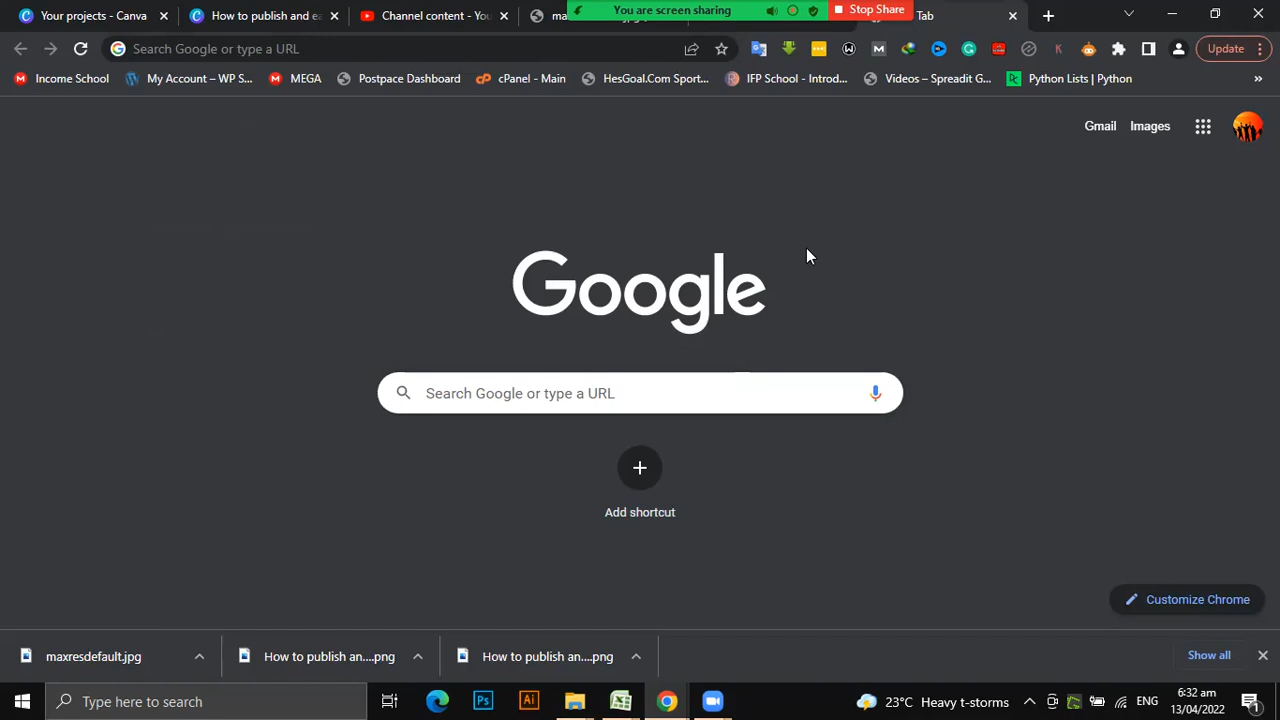 Your projects - Canva
How to publish and ea
Channel content - You
You are screen sharing
Stop Share
Tab
Search Google or type a URL
Update
Income School
My Account – WP S...
MEGA
Postpace Dashboard
cPanel - Main
HesGoal.Com Sport...
IFP School - Introd...
Videos – Spreadit G...
Python Lists | Python
»
Gmail
Images
Google
Search Google or type a URL
Add shortcut
Customize Chrome
maxresdefault.jpg
How to publish an....png
How to publish an....png
Show all
Type here to search
Ps
Ai
23°C
Heavy t-storms
ENG
6:32 am
13/04/2022